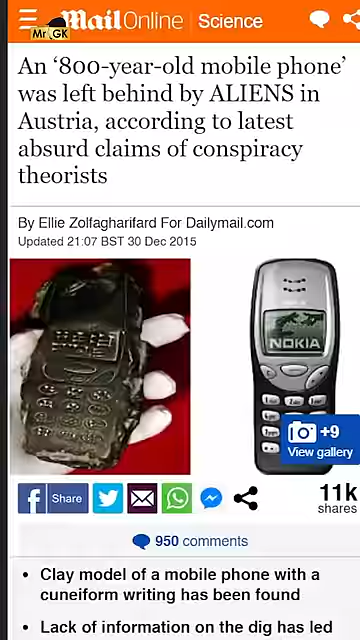 Mail Online Science
Mr GK
An ‘800-year-old mobile phone’
was left behind by ALIENS in
Austria, according to latest
absurd claims of conspiracy
theorists
By Ellie Zolfagharifard For Dailymail.com
Updated 21:07 BST 30 Dec 2015
NOKIA
+9
View gallery
Share
11k
shares
950 comments
• Clay model of a mobile phone with a
cuneiform writing has been found
• Lack of information on the dig has led